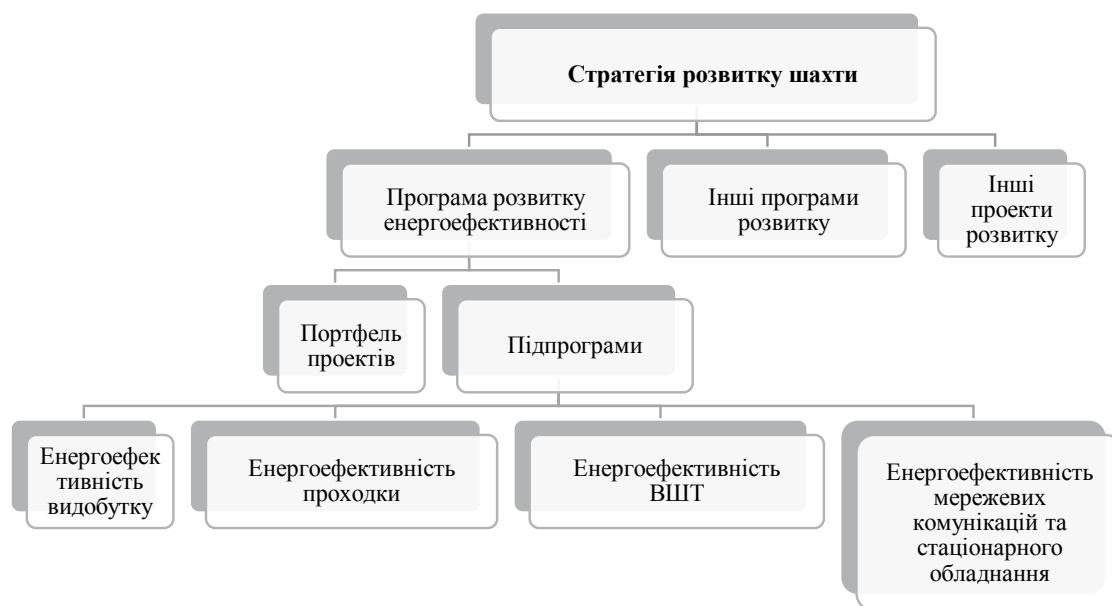 Стратегія розвитку шахти
Програма розвитку
енергоефективності
Інші програми
розвитку
Інші
проекти
розвитку
Портфель
проектів
Підпрограми
Енергоефек
тивність
видобутку
Енергоефективність
проходки
Енергоефективність
ВШТ
Енергоефективність
мережевих
комунікацій та
стаціонарного
обладнання